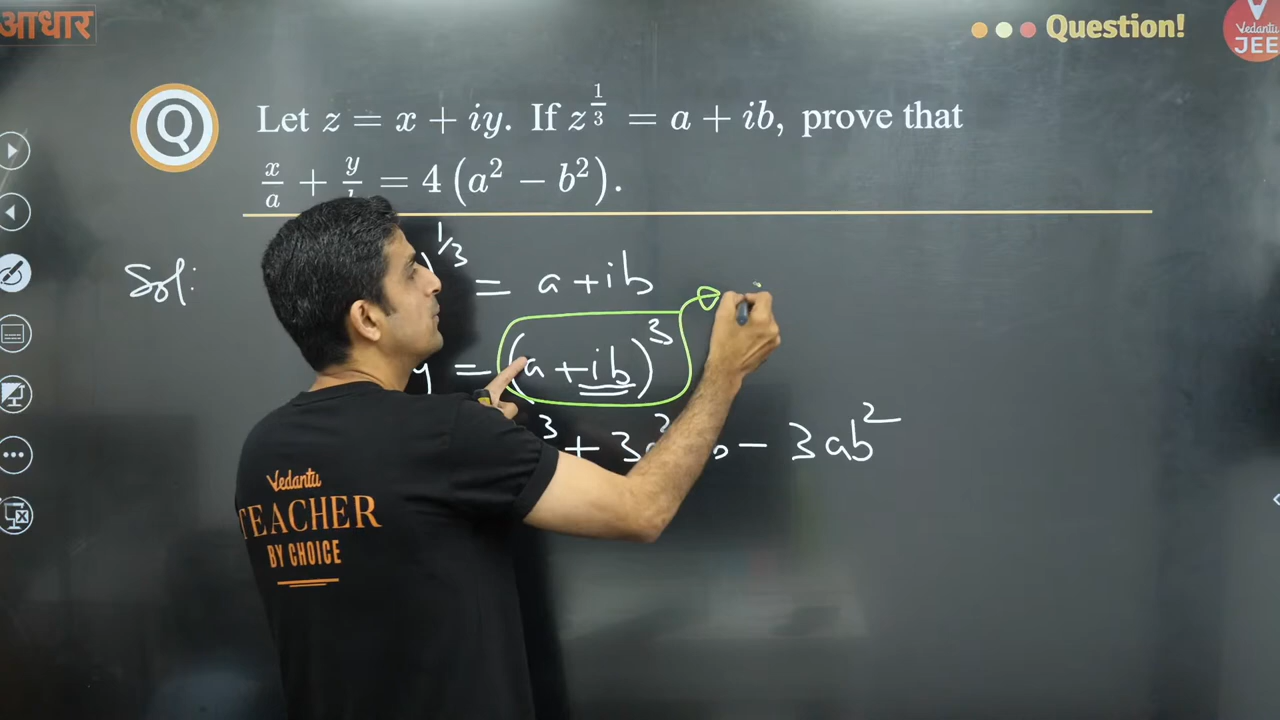 आधार
Question!
Vedantu
JEE
Q
Let z = x + iy. If z^{1/3} = a + ib, prove that
x/a + y/ = 4 (a² − b²).
Sol:
)^{1/3} = a + ib
y = (a + ib)³
³ + 3a² b − 3ab²
Vedantu
TEACHER
BY CHOICE